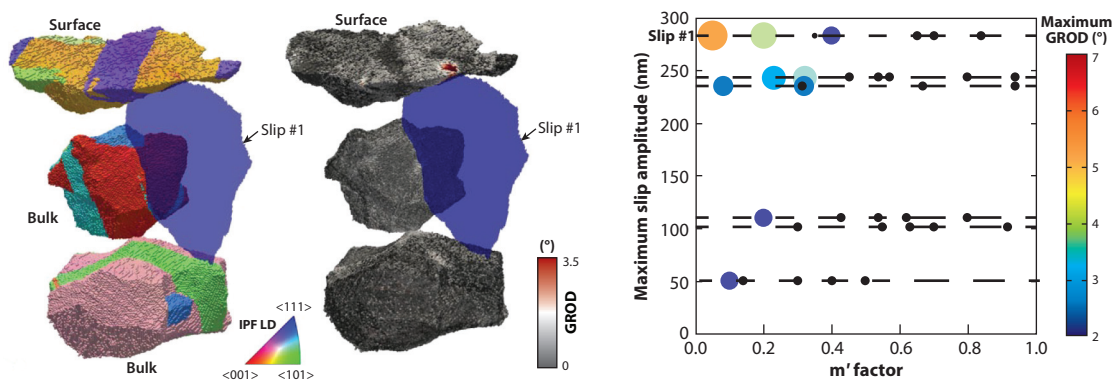 Surface
Slip #1
Bulk
IPF LD
<111>
<001>
<101>
Bulk
Surface
Slip #1
(°)
3.5
GROD
0
Maximum slip amplitude (nm)
300
Slip #1
250
200
150
100
50
0
0.0 0.2 0.4 0.6 0.8 1.0
m′ factor
Maximum
GROD (°)
7
6
5
4
3
2